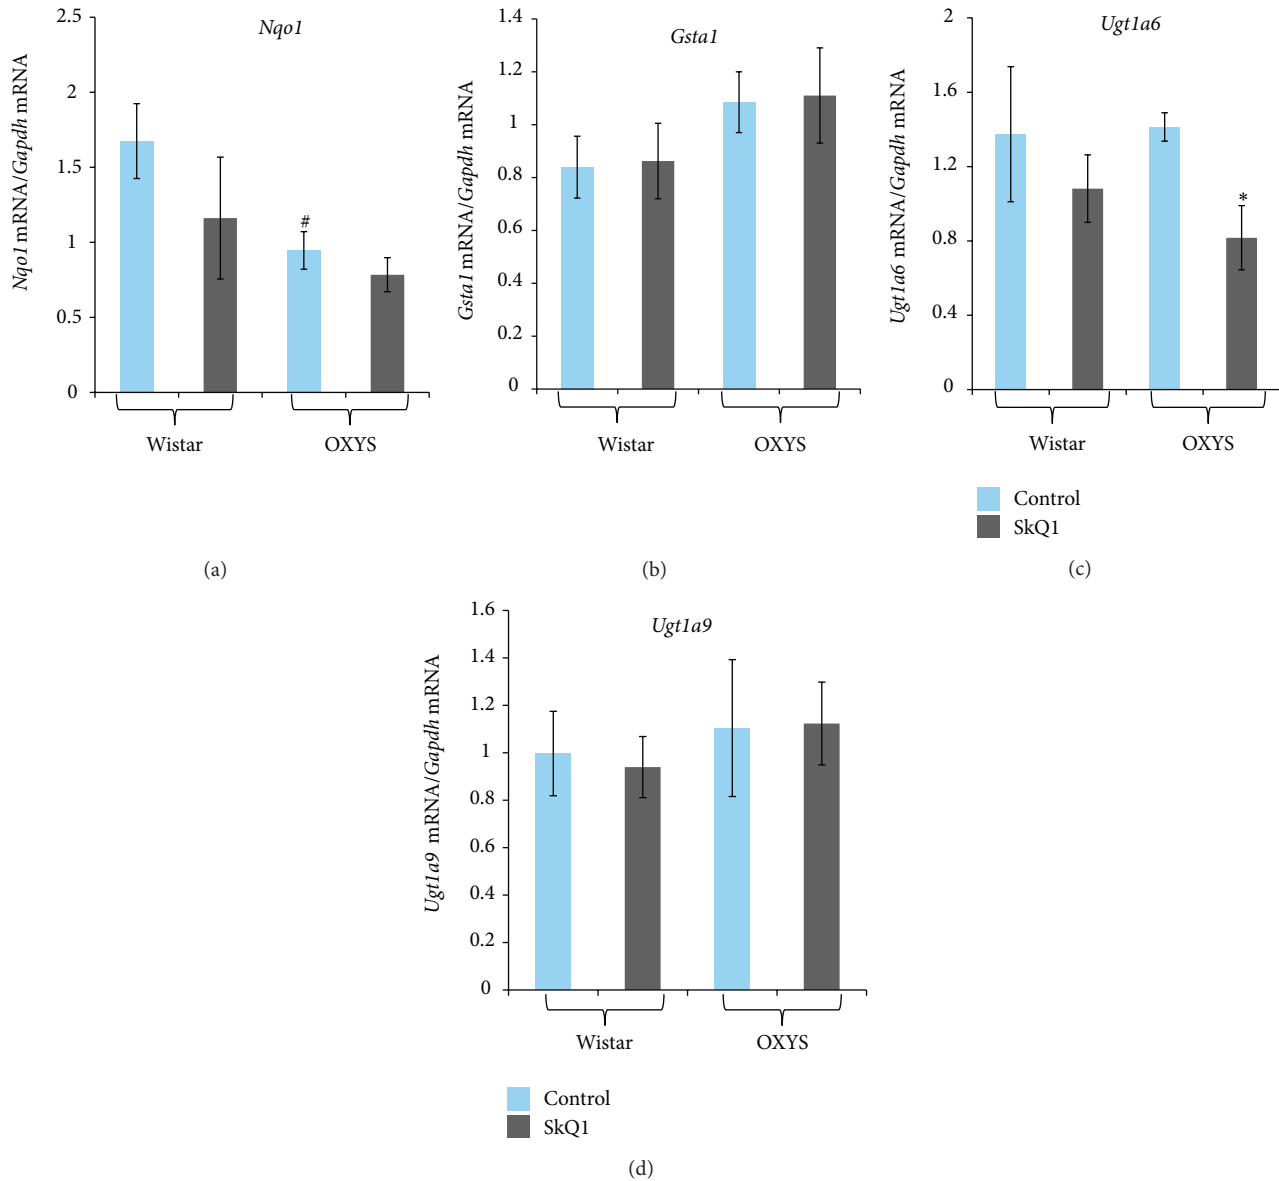 Nqo1
Nqo1 mRNA/Gapdh mRNA
2.5
2
1.5
1
0.5
0
#
Wistar
OXYS
(a)
Gsta1
Gsta1 mRNA/Gapdh mRNA
1.4
1.2
1
0.8
0.6
0.4
0.2
0
Wistar
OXYS
(b)
Ugt1a6
Ugt1a6 mRNA/Gapdh mRNA
2
1.6
1.2
0.8
0.4
0
*
Wistar
OXYS
Control
SkQ1
(c)
Ugt1a9
Ugt1a9 mRNA/Gapdh mRNA
1.6
1.4
1.2
1
0.8
0.6
0.4
0.2
0
Wistar
OXYS
Control
SkQ1
(d)